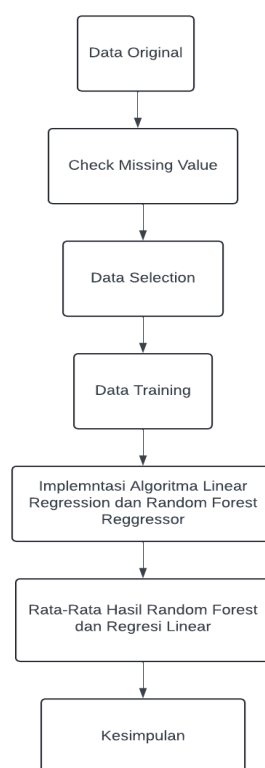 Data Original
Check Missing Value
Data Selection
Data Training
Implemntasi Algoritma Linear
Regression dan Random Forest
Reggressor
Rata-Rata Hasil Random Forest
dan Regresi Linear
Kesimpulan